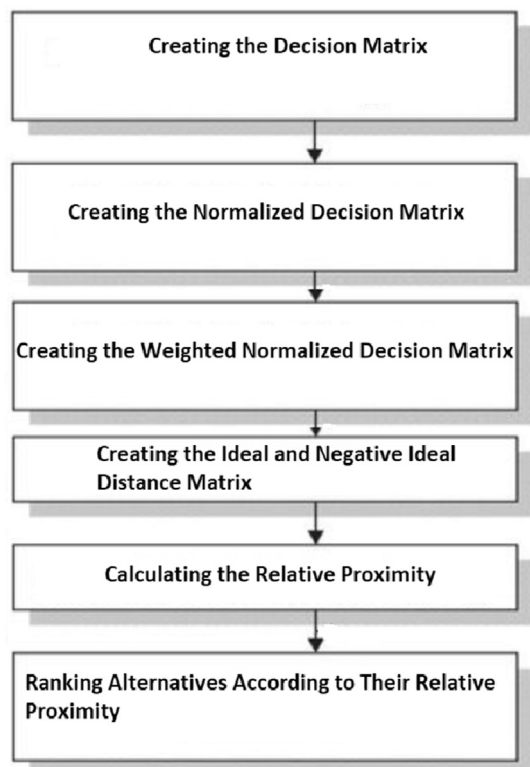 Creating the Decision Matrix
Creating the Normalized Decision Matrix
Creating the Weighted Normalized Decision Matrix
Creating the Ideal and Negative Ideal
Distance Matrix
Calculating the Relative Proximity
Ranking Alternatives According to Their Relative
Proximity